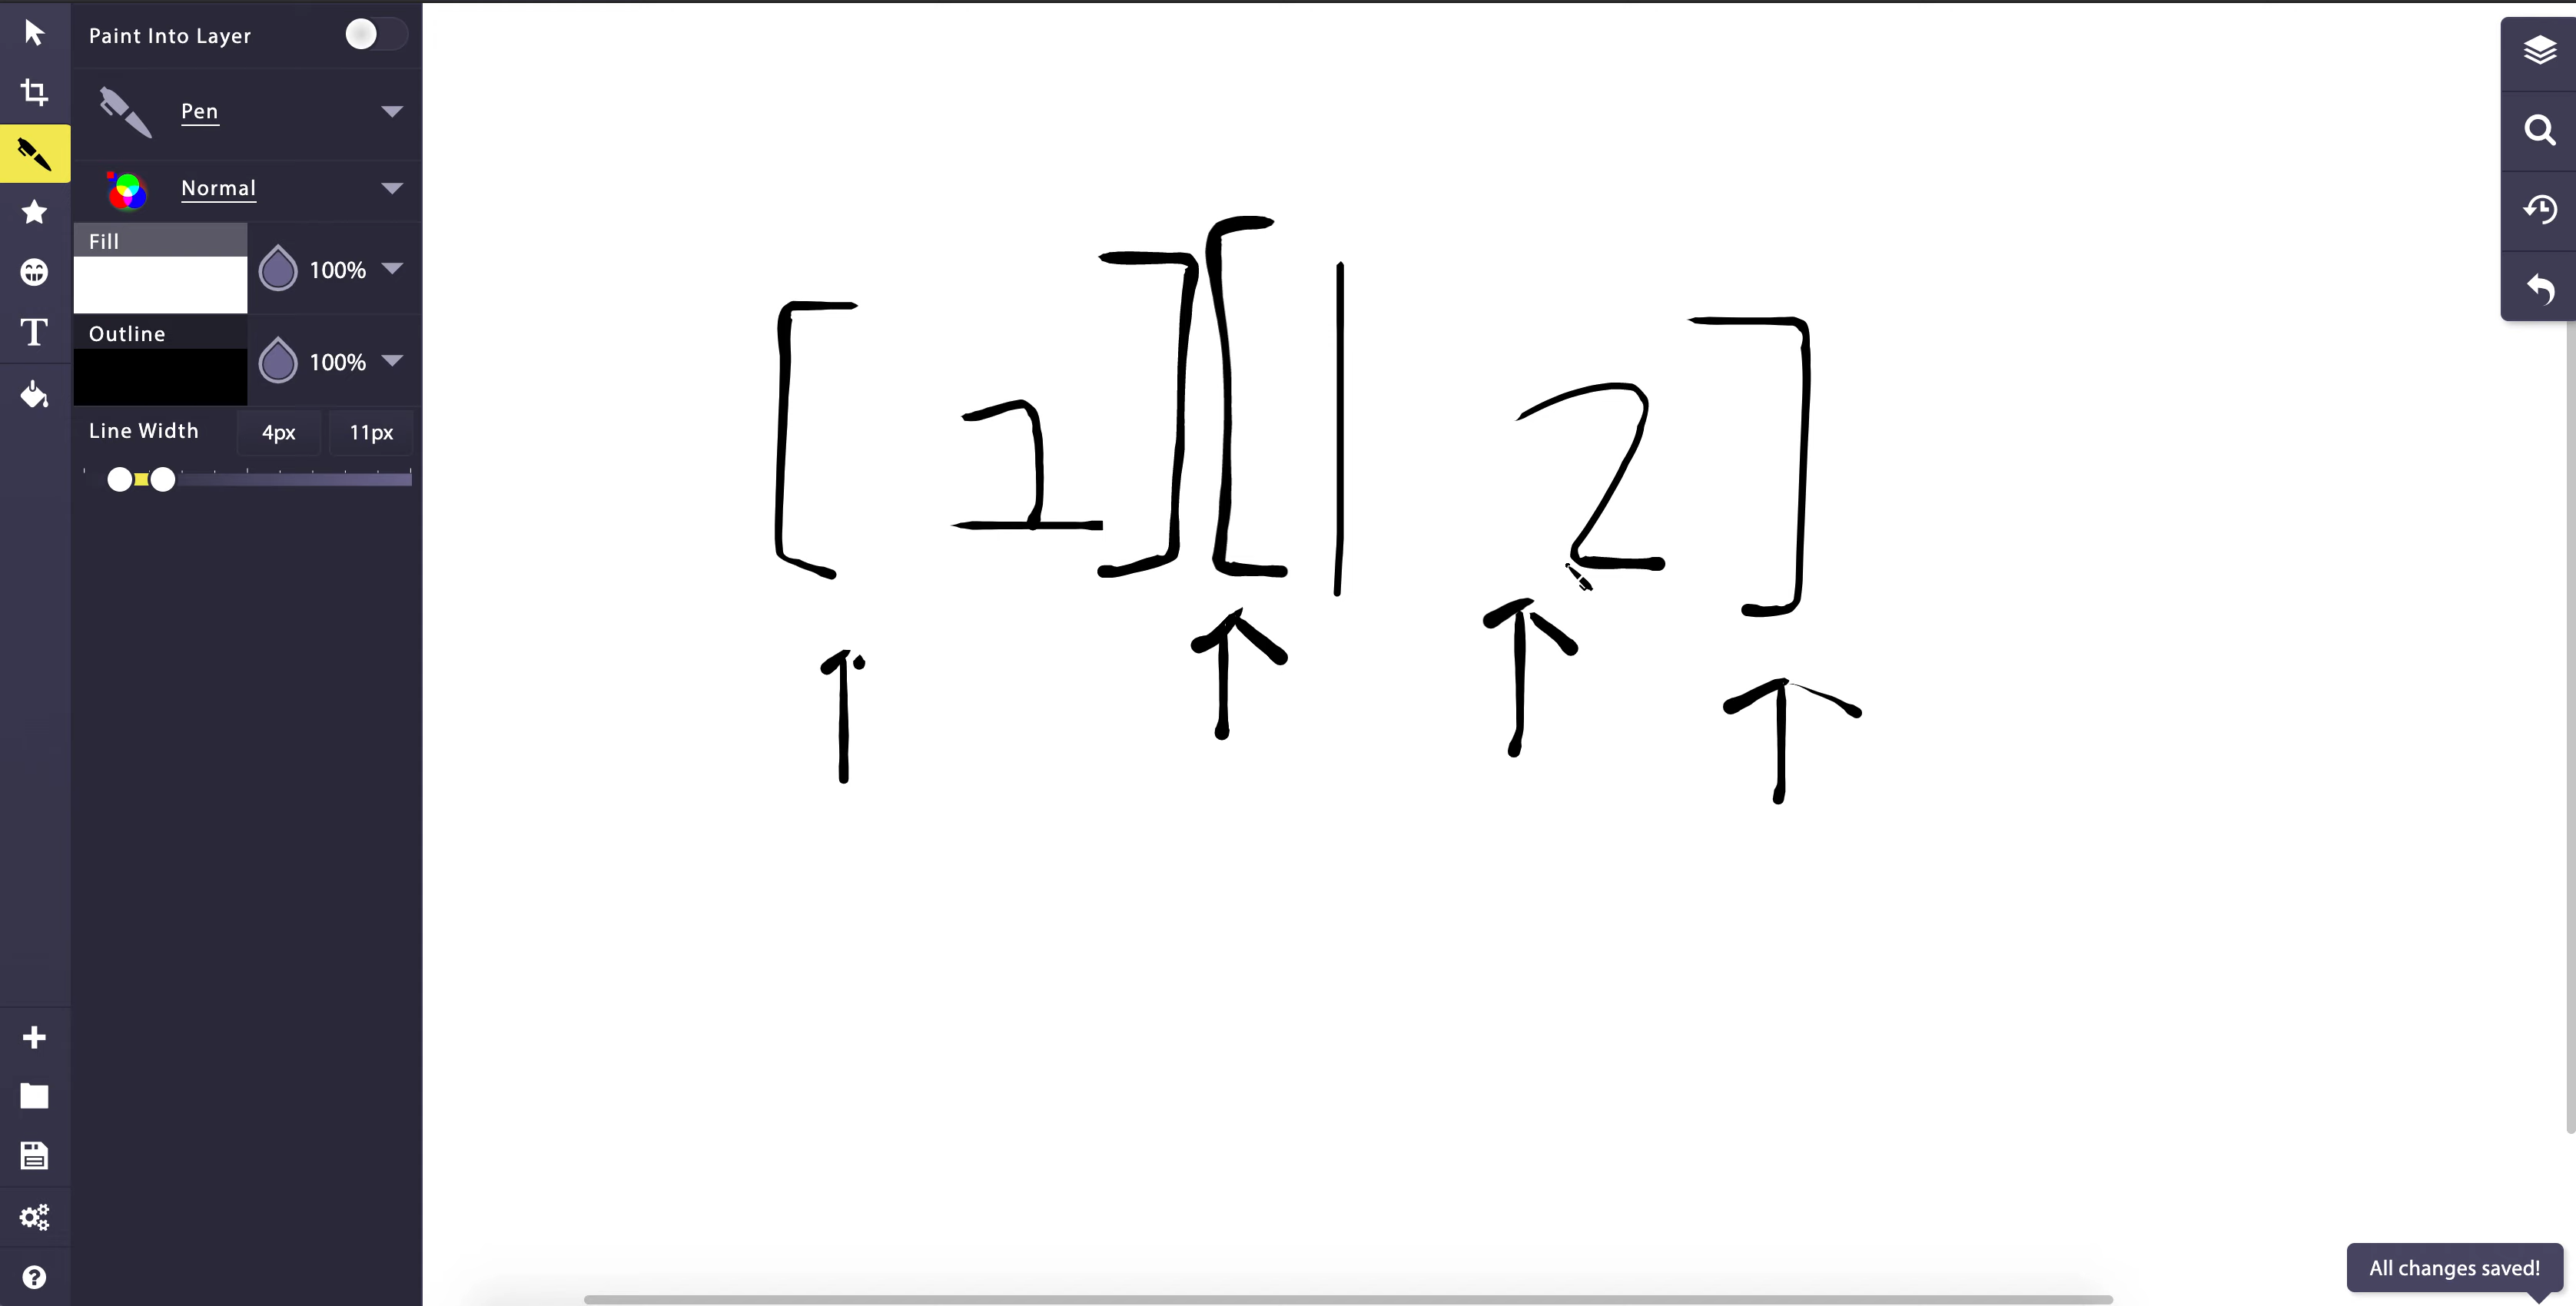 Paint Into Layer
Pen
Normal
Fill
100%
Outline
100%
Line Width 4px 11px
[ 1 ] [ | 2 ]
↑ ↑ ↑ ↑
T
All changes saved!